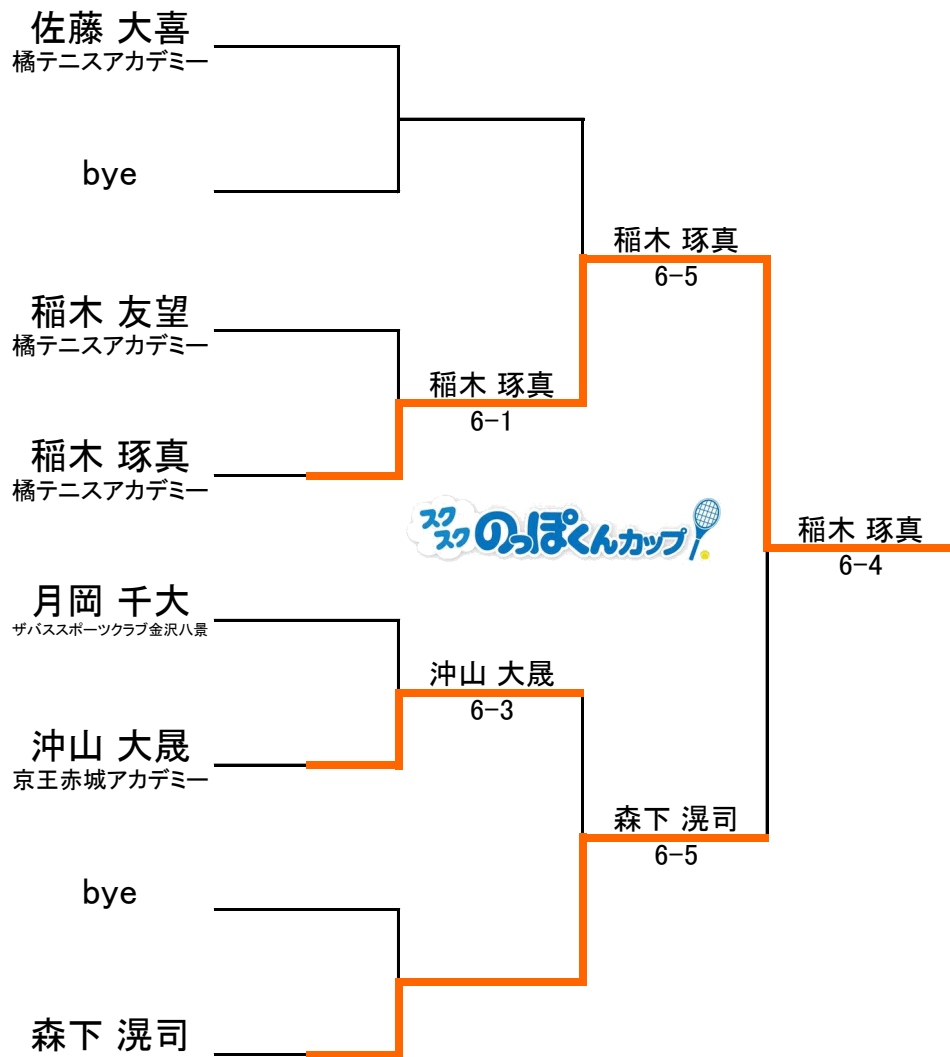 佐藤 大喜
橘テニスアカデミー
bye
稲木 琢真
6-5
稲木 友望
橘テニスアカデミー
稲木 琢真
6-1
稲木 琢真
橘テニスアカデミー
スクスク のっぽくんカップ
稲木 琢真
6-4
月岡 千大
ザバススポーツクラブ金沢八景
沖山 大晟
6-3
沖山 大晟
京王赤城アカデミー
森下 滉司
6-5
bye
森下 滉司